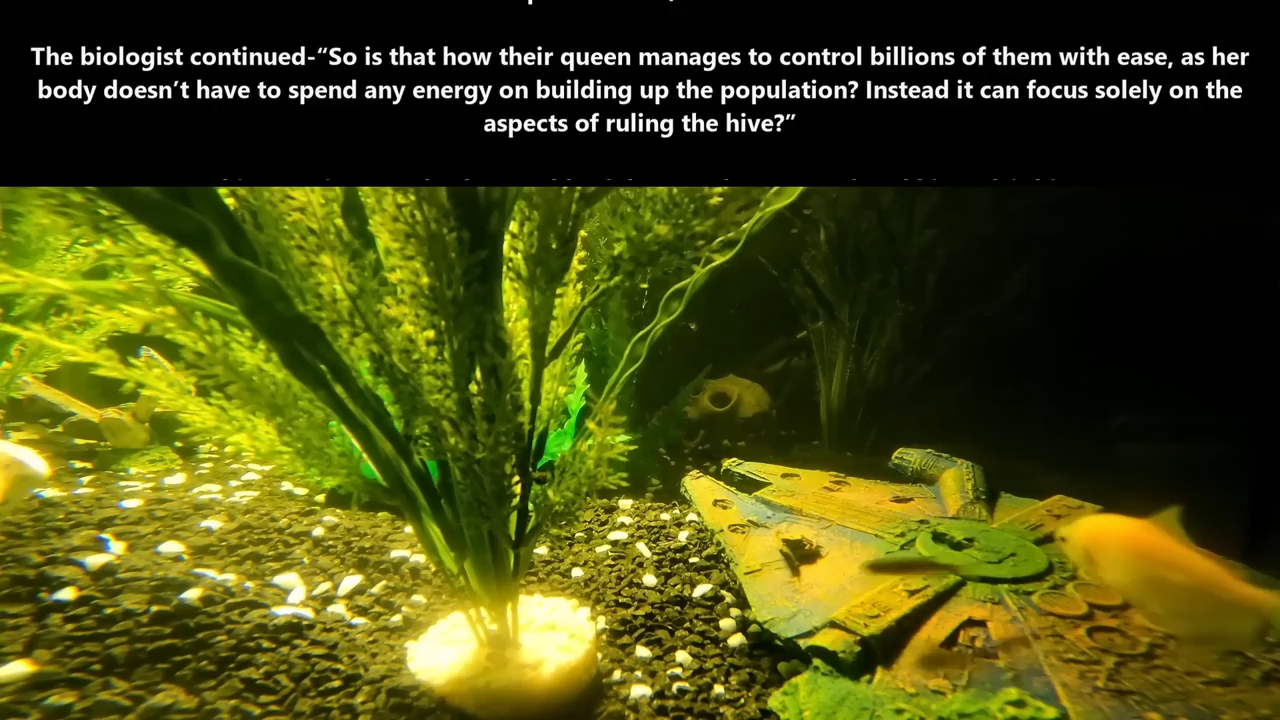 The biologist continued-“So is that how their queen manages to control billions of them with ease, as her
body doesn’t have to spend any energy on building up the population? Instead it can focus solely on the
aspects of ruling the hive?”